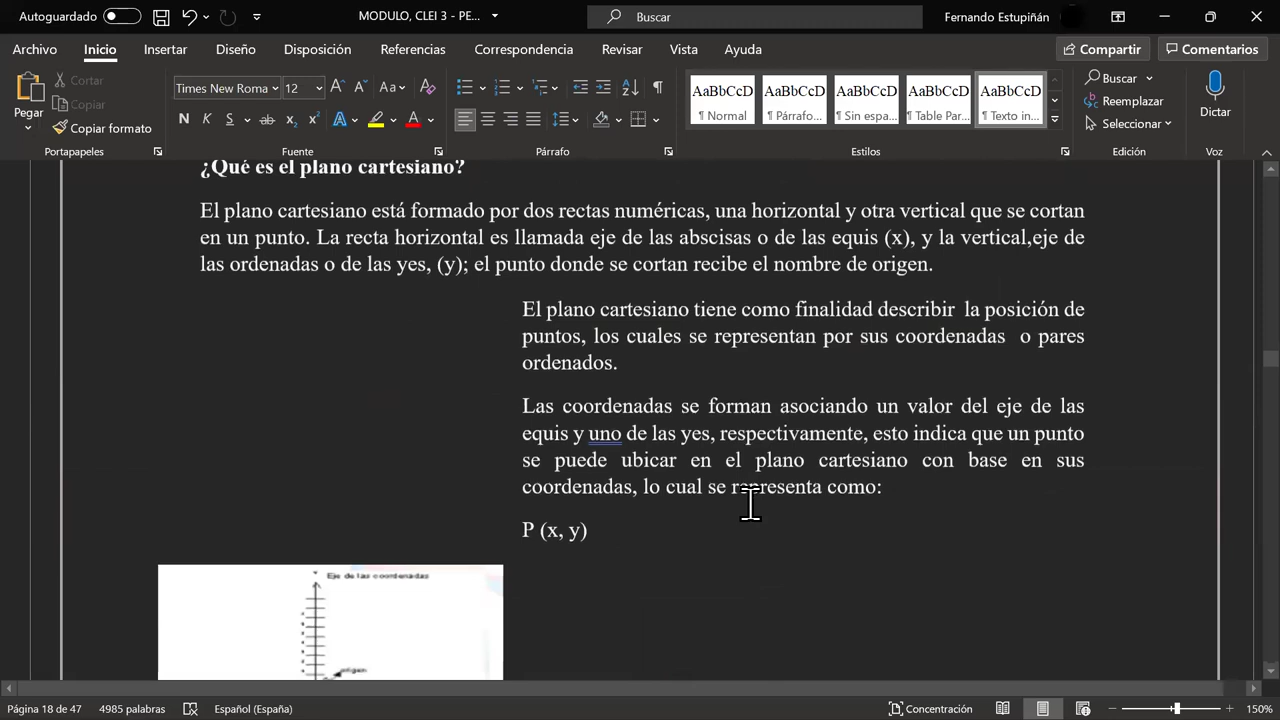 Autoguardado
MODULO, CLEI 3 - PE...
Buscar
Fernando Estupiñán
Archivo Inicio Insertar Diseño Disposición Referencias Correspondencia Revisar Vista Ayuda
Compartir Comentarios
Pegar
Cortar
Copiar
Copiar formato
Portapapeles
Times New Roma 12
N K S ab x₂ x²
Fuente
Párrafo
AaBbCcD AaBbCcD AaBbCcD AaBbCcD AaBbCcD
¶ Normal ¶ Párrafo... ¶ Sin espa... ¶ Table Par... ¶ Texto in...
Estilos
Buscar
Reemplazar
Seleccionar
Edición
Dictar
Voz
¿Qué es el plano cartesiano?
El plano cartesiano está formado por dos rectas numéricas, una horizontal y otra vertical que se cortan
en un punto. La recta horizontal es llamada eje de las abscisas o de las equis (x), y la vertical,eje de
las ordenadas o de las yes, (y); el punto donde se cortan recibe el nombre de origen.
El plano cartesiano tiene como finalidad describir la posición de
puntos, los cuales se representan por sus coordenadas o pares
ordenados.
Las coordenadas se forman asociando un valor del eje de las
equis y uno de las yes, respectivamente, esto indica que un punto
se puede ubicar en el plano cartesiano con base en sus
coordenadas, lo cual se representa como:
P (x, y)
Eje de las coordenadas
origen
Página 18 de 47 4985 palabras Español (España)
Concentración
150%